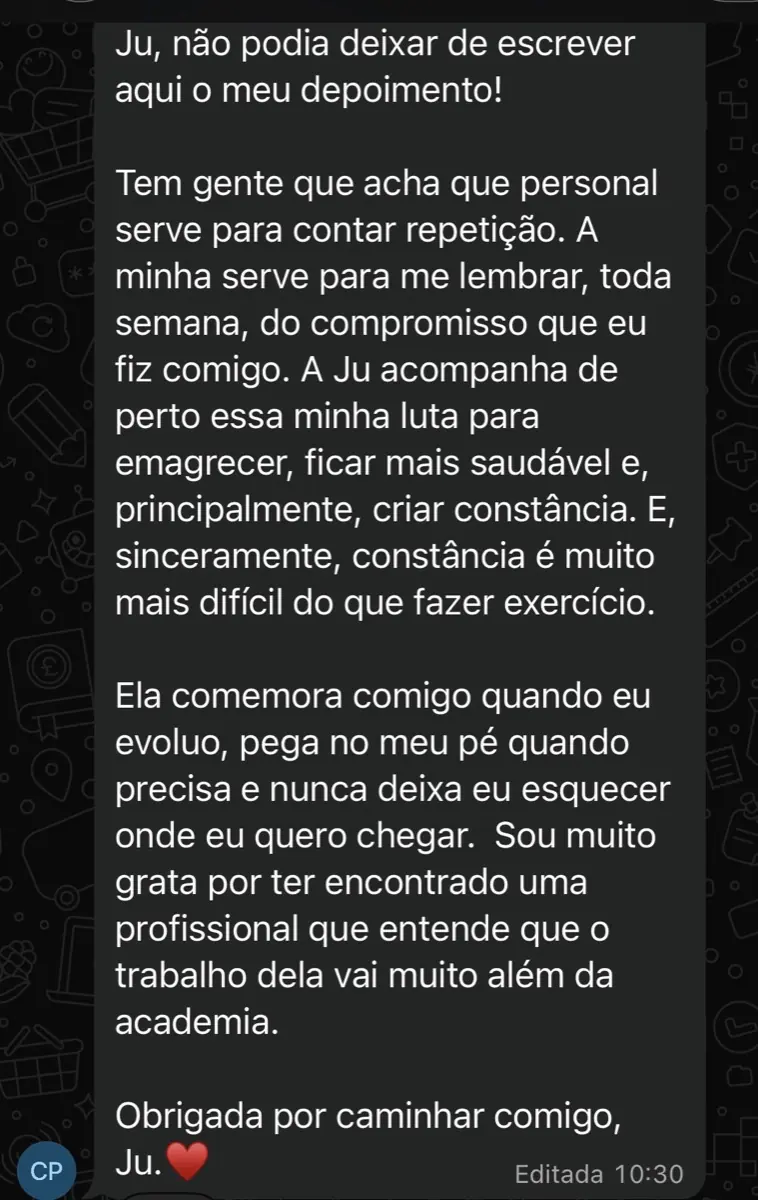 Ju, não podia deixar de escrever
aqui o meu depoimento!
Tem gente que acha que personal
serve para contar repetição. A
minha serve para me lembrar, toda
semana, do compromisso que eu
fiz comigo. A Ju acompanha de
perto essa minha luta para
emagrecer, ficar mais saudável e,
principalmente, criar constância. E,
sinceramente, constância é muito
mais difícil do que fazer exercício.
Ela comemora comigo quando eu
evoluo, pega no meu pé quando
precisa e nunca deixa eu esquecer
onde eu quero chegar.  Sou muito
grata por ter encontrado uma
profissional que entende que o
trabalho dela vai muito além da
academia.
Obrigada por caminhar comigo,
Ju.❤️
CP
Editada 10:30